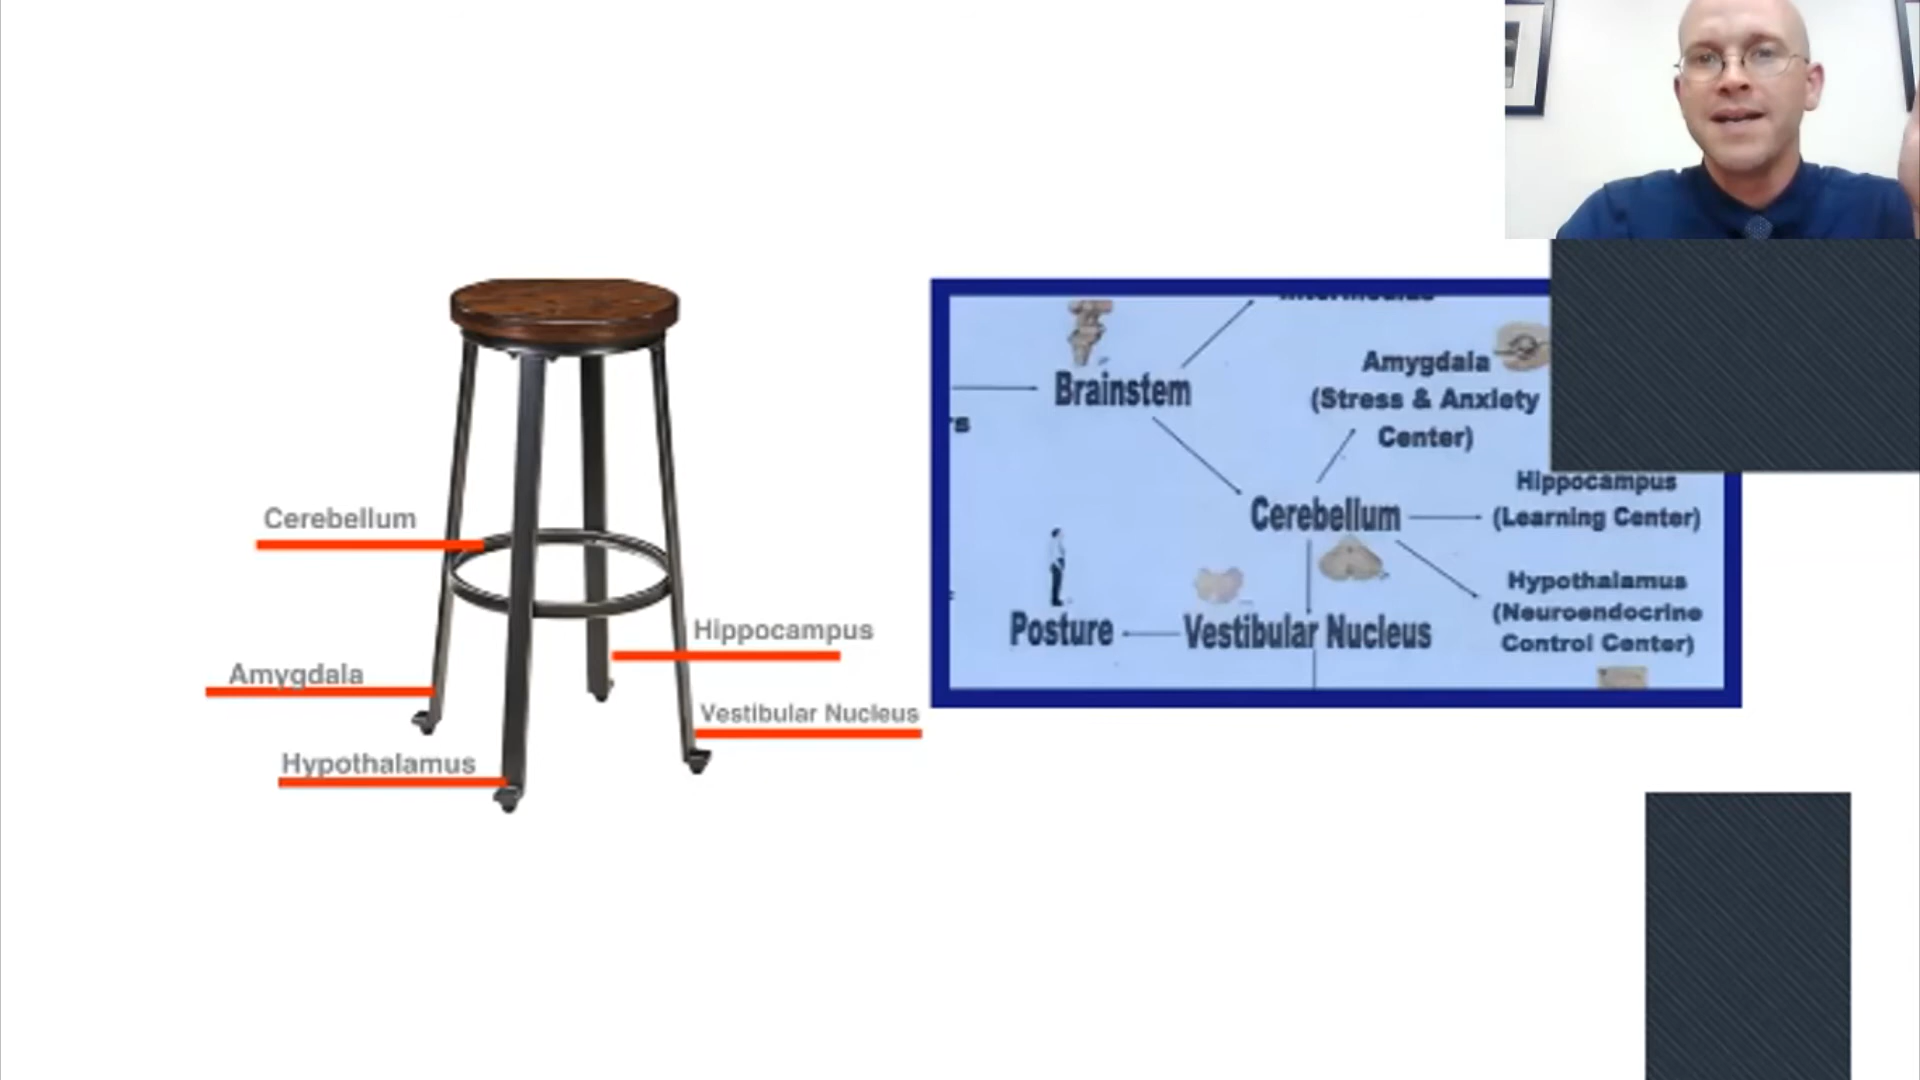 Cerebellum
Hippocampus
Amygdala
Vestibular Nucleus
Hypothalamus
Brainstem
Amygdala
(Stress & Anxiety
Center)
Hippocampus
(Learning Center)
Cerebellum
Hypothalamus
(Neuroendocrine
Control Center)
Posture
Vestibular Nucleus